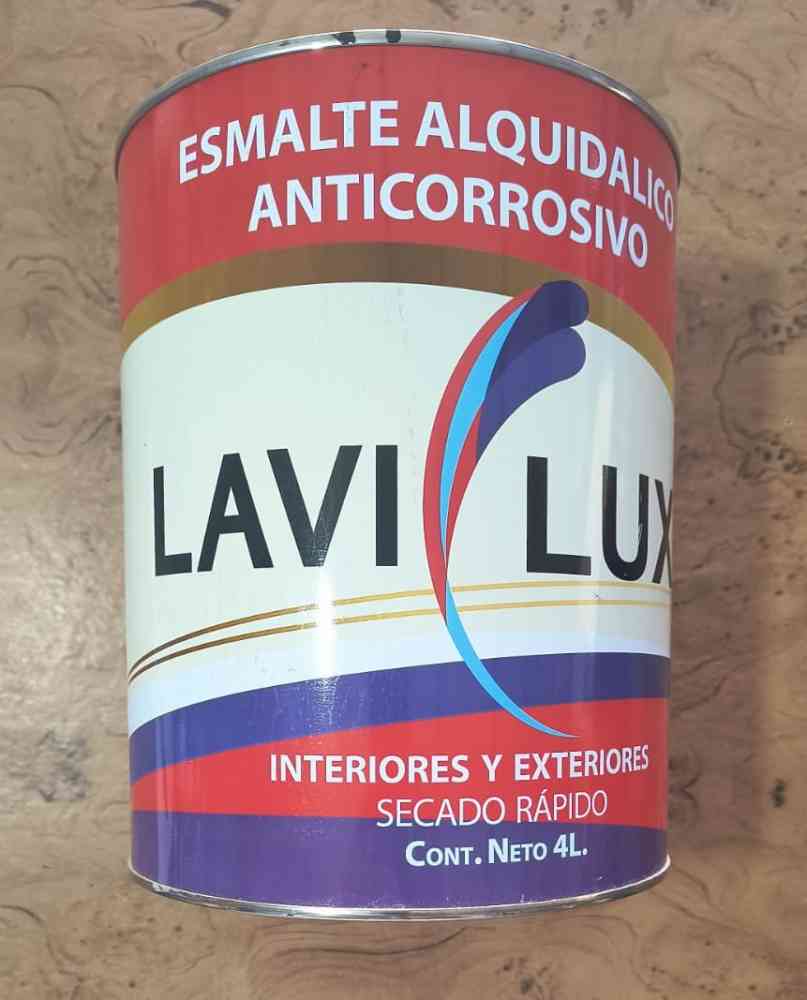 ESMALTE ALQUIDALICO
ANTICORROSIVO
LAVI LUX
INTERIORES Y EXTERIORES
SECADO RÁPIDO
CONT. NETO 4L.